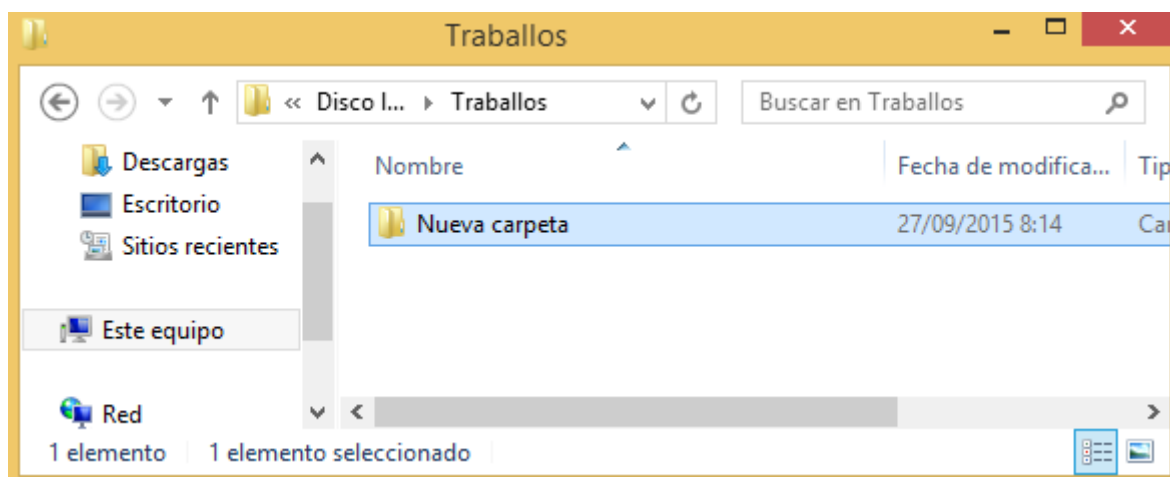 Traballos
« Disco l... Traballos
Buscar en Traballos
Descargas
Escritorio
Sitios recientes
Este equipo
Red
Nombre
Fecha de modifica...
Tip
Nueva carpeta
27/09/2015 8:14
Car
1 elemento
1 elemento seleccionado